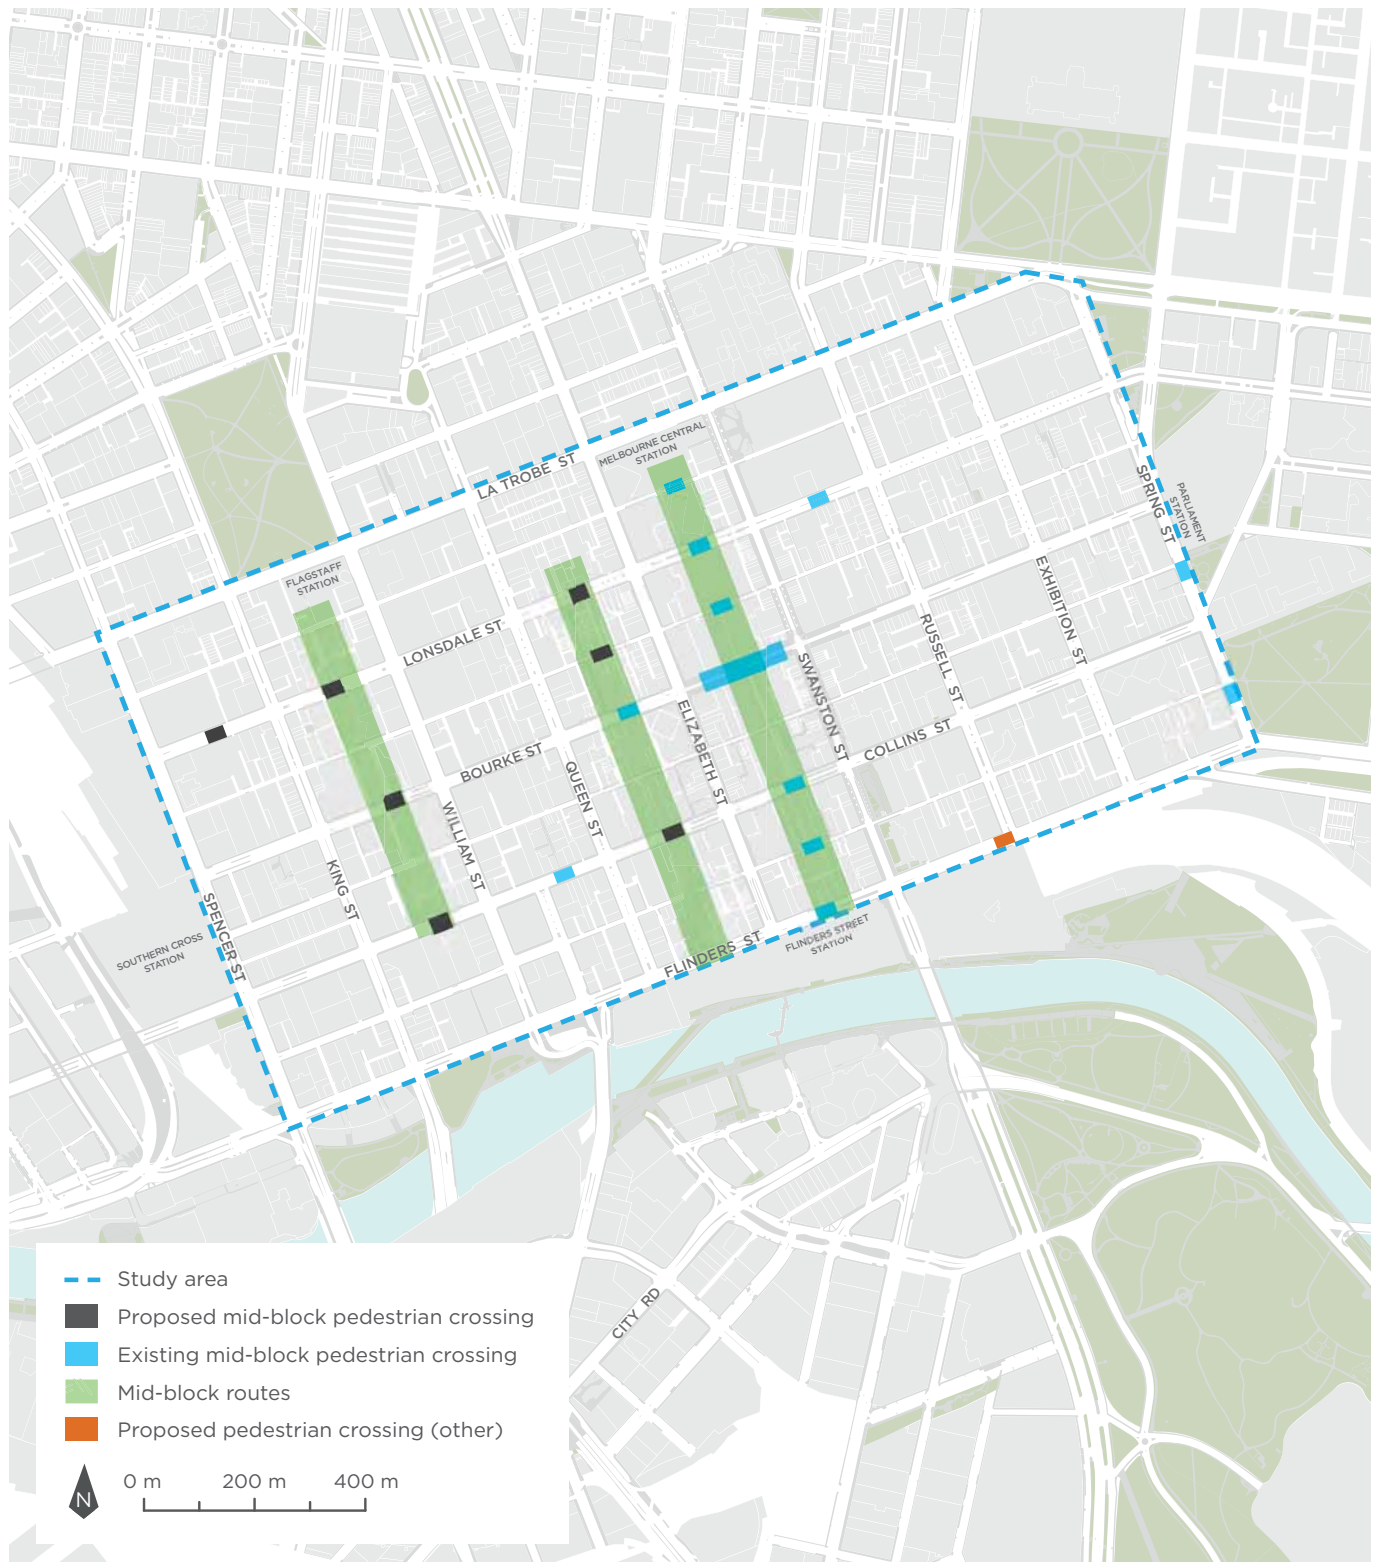 MELBOURNE CENTRAL
STATION
LA TROBE ST
SPRING ST
PARLIAMENT
STATION
FLAGSTAFF
STATION
EXHIBITION ST
LONSDALE ST
RUSSELL ST
SWANSTON ST
ELIZABETH ST
COLLINS ST
BOURKE ST
QUEEN ST
WILLIAM ST
KING ST
SPENCER ST
SOUTHERN CROSS
STATION
FLINDERS ST
FLINDERS STREET
STATION
CITY RD
Study area
Proposed mid-block pedestrian crossing
Existing mid-block pedestrian crossing
Mid-block routes
Proposed pedestrian crossing (other)
N
0 m 200 m 400 m